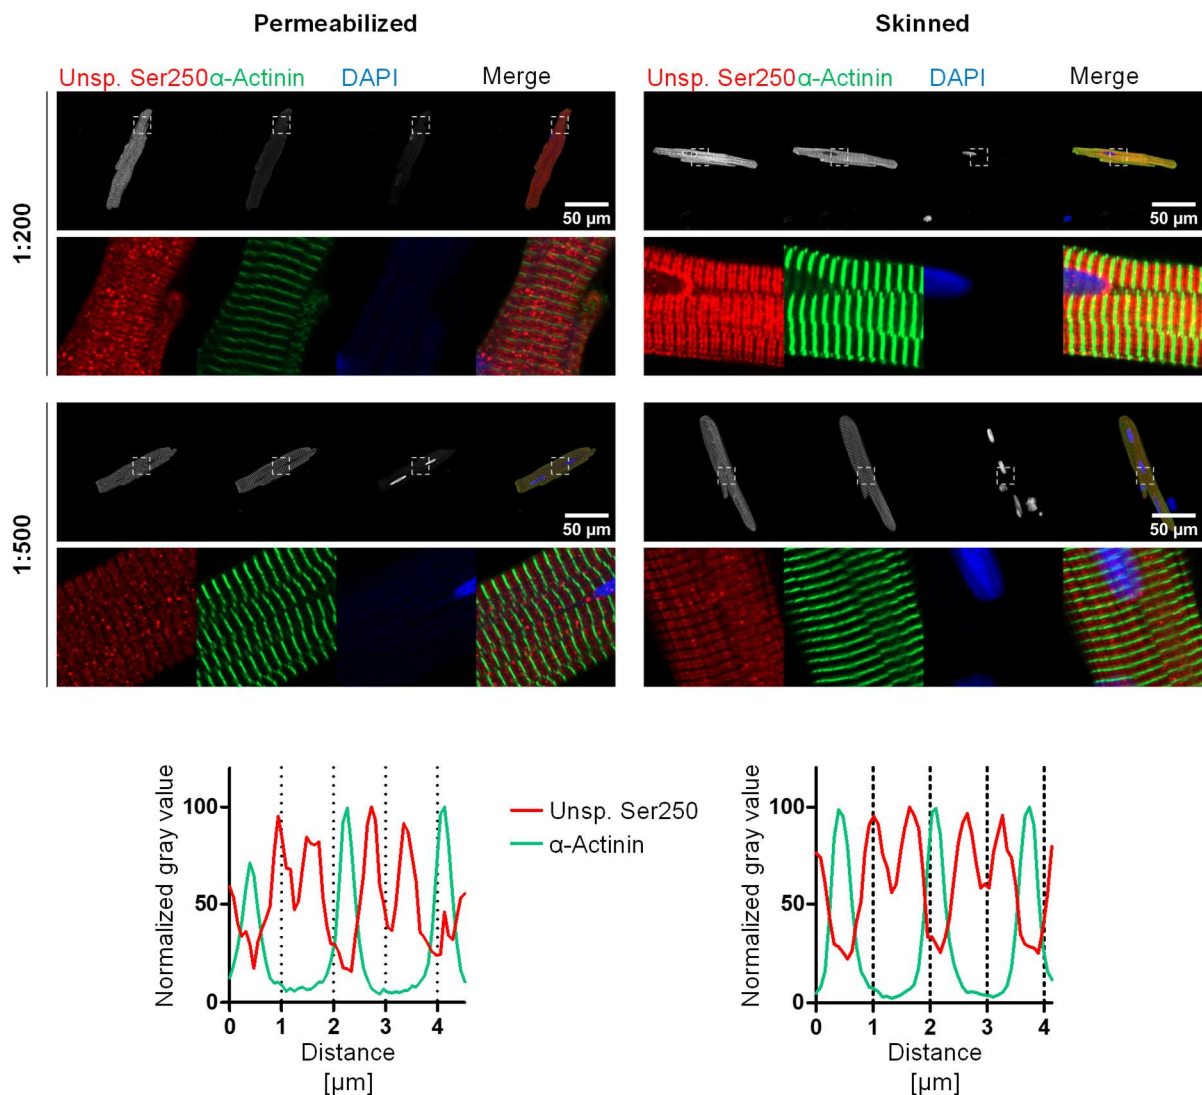 Permeabilized
Skinned
Unsp. Ser250 α-Actinin DAPI Merge
Unsp. Ser250 α-Actinin DAPI Merge
1:200
50 µm
50 µm
1:500
50 µm
50 µm
Normalized gray value
100
50
0
0 1 2 3 4
Distance
[µm]
Unsp. Ser250
α-Actinin
Normalized gray value
100
50
0
0 1 2 3 4
Distance
[µm]